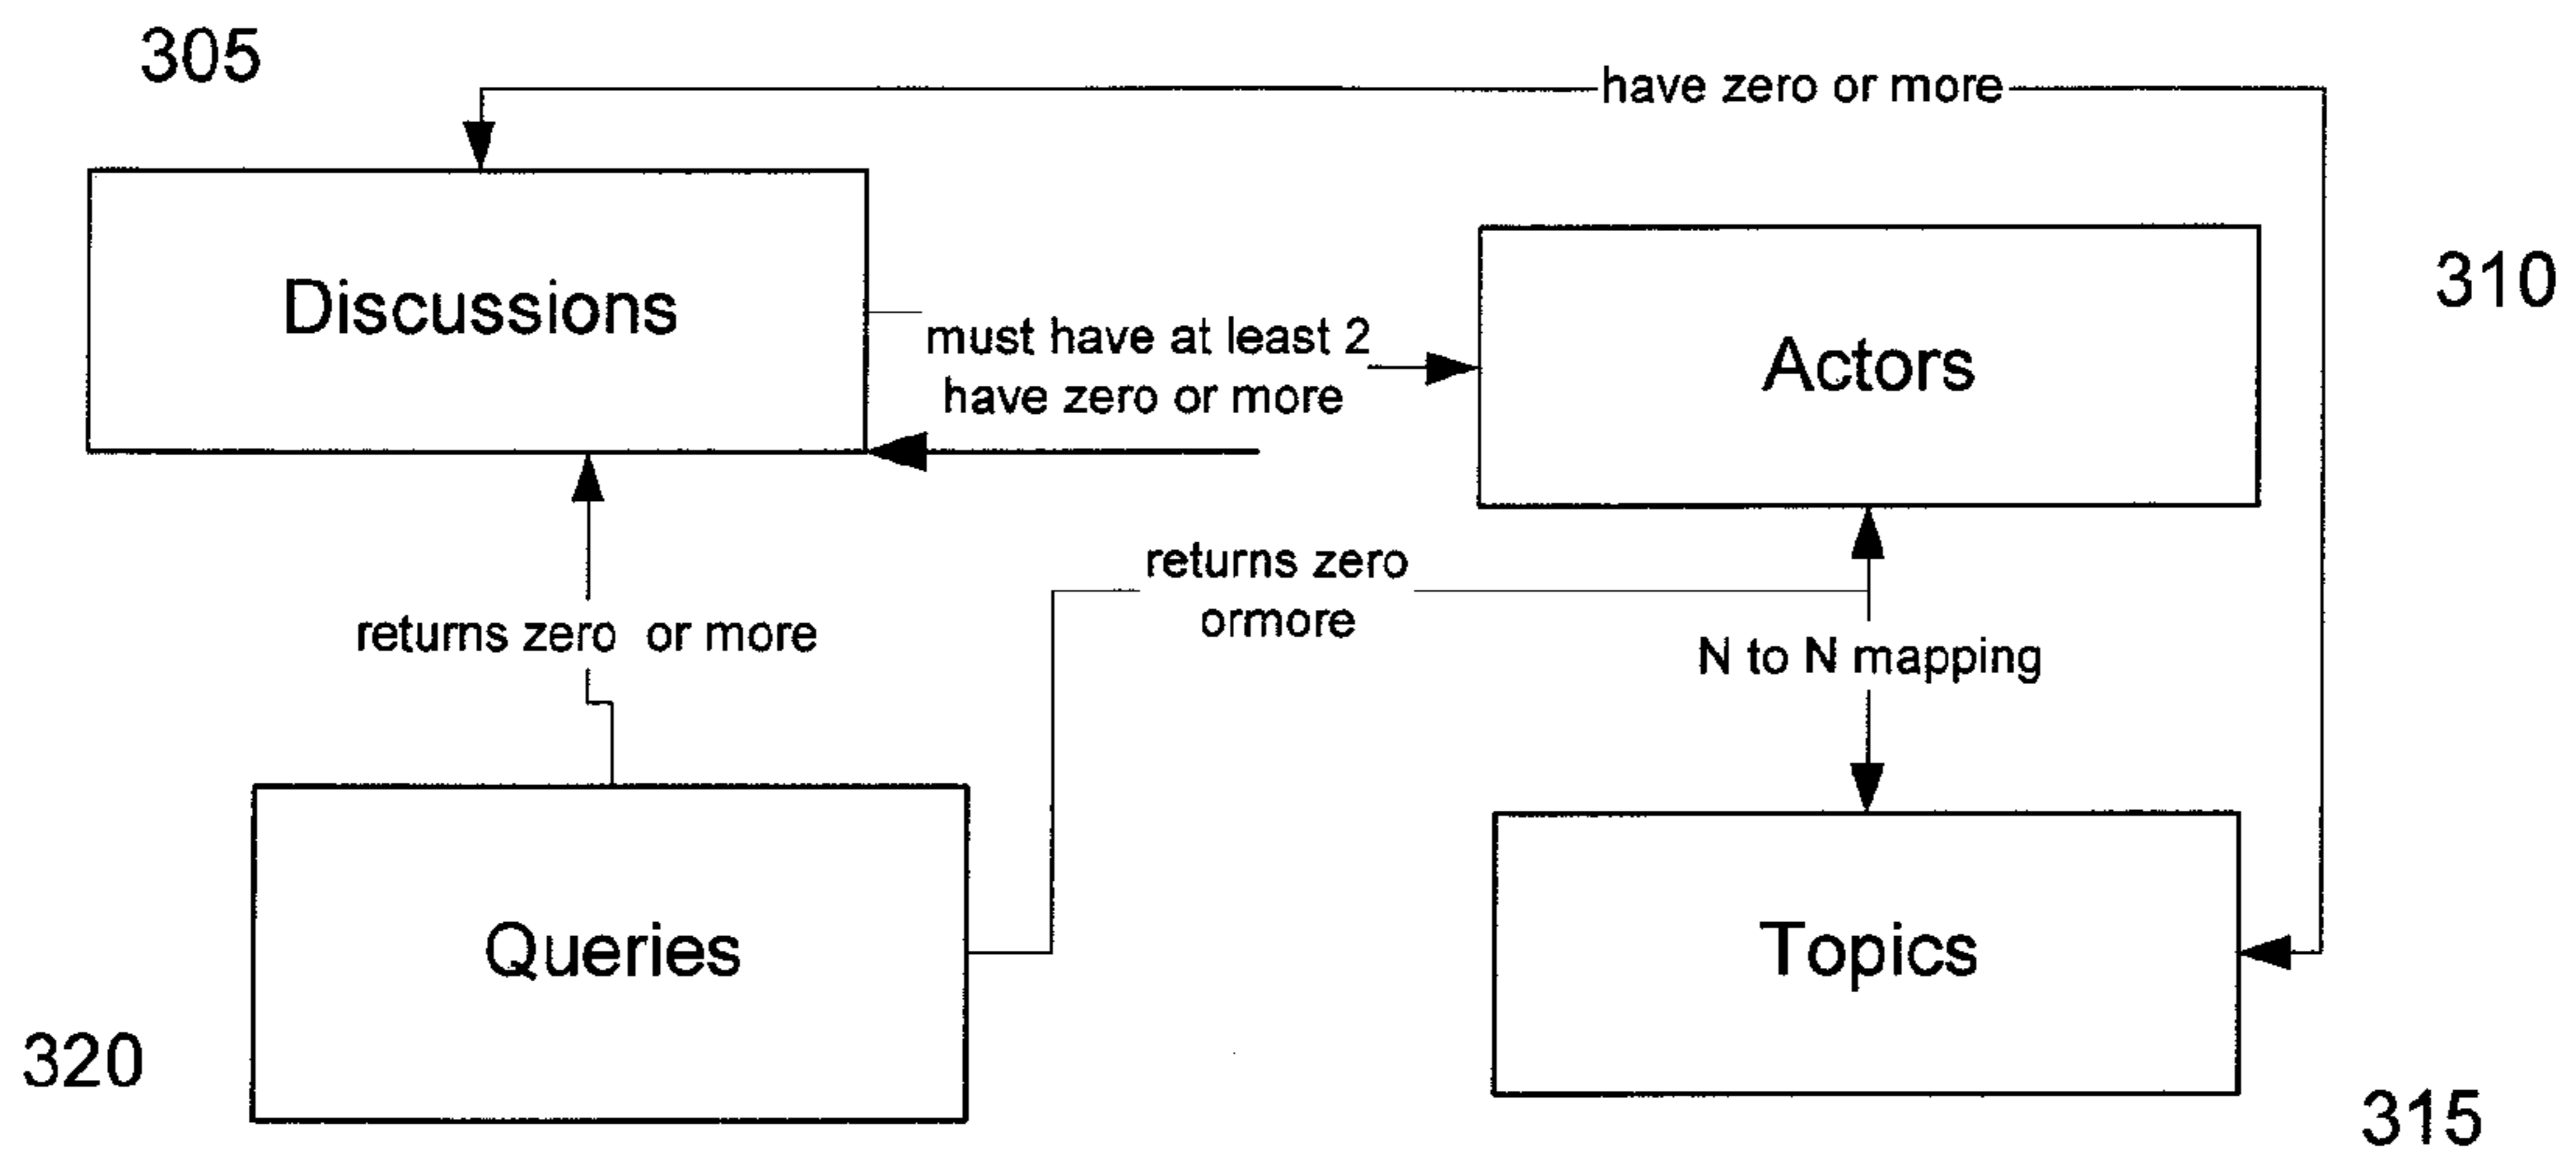 305
have zero or more
Discussions
310
must have at least 2
have zero or more
Actors
returns zero
ormore
returns zero or more
N to N mapping
Queries
Topics
320
315